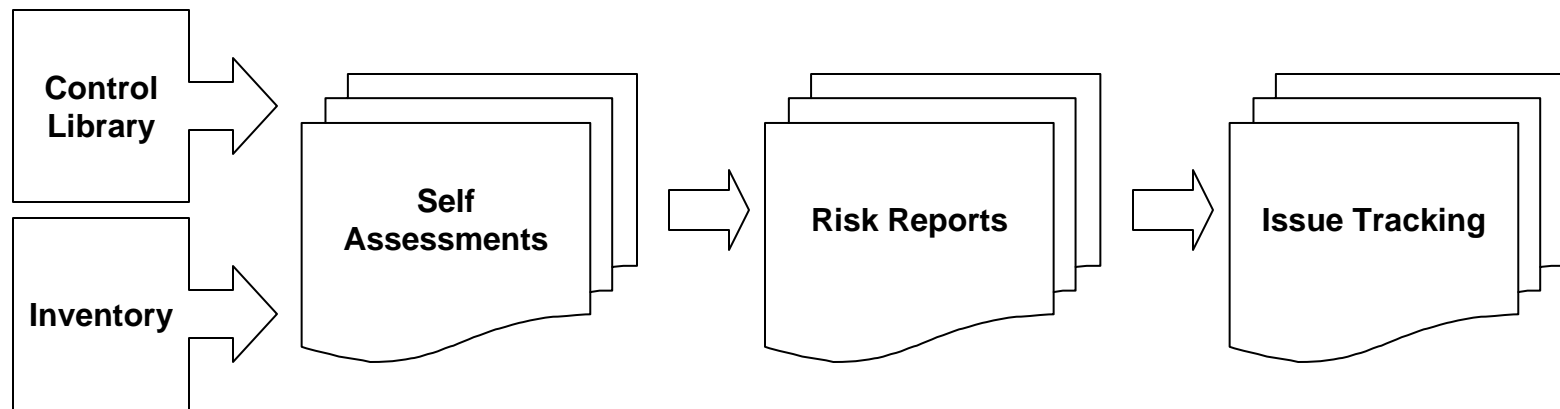 Control
Library
Inventory
Self
Assessments
Risk Reports
Issue Tracking